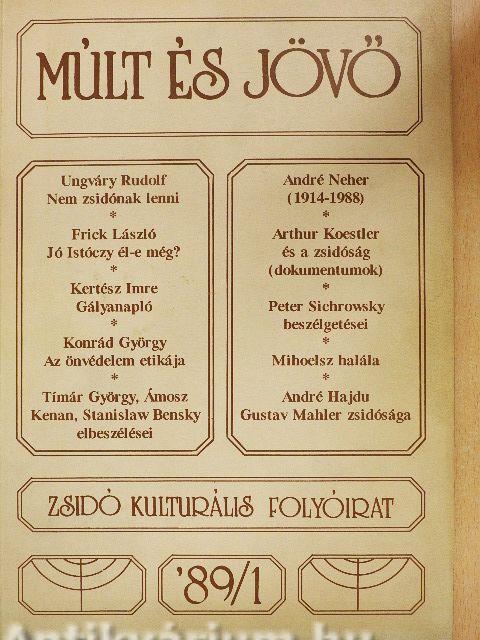 MÚLT ÉS JÖVŐ
Ungváry Rudolf
Nem zsidónak lenni
*
Frick László
Jó Istóczy él-e még?
*
Kertész Imre
Gályanapló
*
Konrád György
Az önvédelem etikája
*
Tímár György, Ámosz
Kenan, Stanislaw Bensky
elbeszélései
André Neher
(1914-1988)
*
Arthur Koestler
és a zsidóság
(dokumentumok)
*
Peter Sichrowsky
beszélgetései
*
Mihoelsz halála
*
André Hajdu
Gustav Mahler zsidósága
ZSIDÓ KULTURÁLIS FOLYÓIRAT
'89/1
Antikvárium.hu